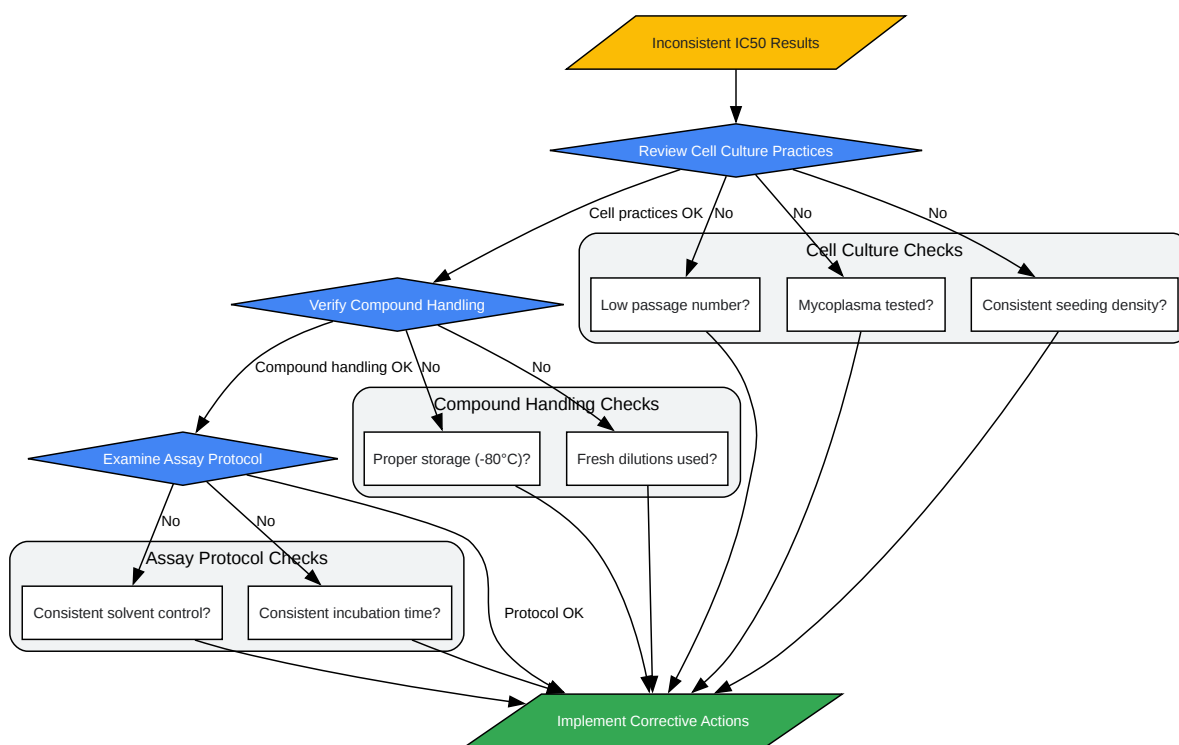 Inconsistent IC50 Results
Review Cell Culture Practices
Cell practices OK
No
No
No
Cell Culture Checks
Low passage number?
Mycoplasma tested?
Consistent seeding density?
Verify Compound Handling
Compound handling OK
No
No
Compound Handling Checks
Proper storage (-80°C)?
Fresh dilutions used?
Examine Assay Protocol
No
No
Assay Protocol Checks
Consistent solvent control?
Consistent incubation time?
Protocol OK
Implement Corrective Actions